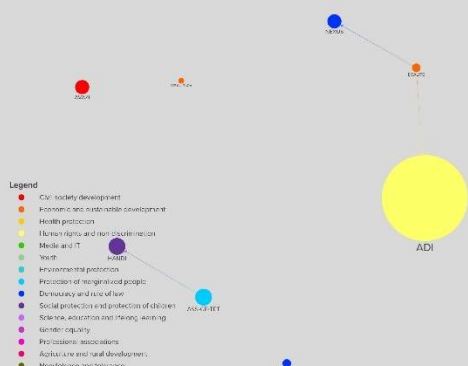 ADI
HANDI
Legend
Civil society development
Economic and sustainable development
Health protection
Human rights and non-discrimination
Media and IT
Youth
Environmental protection
Protection of marginalized people
Democracy and rule of law
Social protection and protection of children
Science, education and lifelong learning
Gender equality
Professional associations
Agriculture and rural development